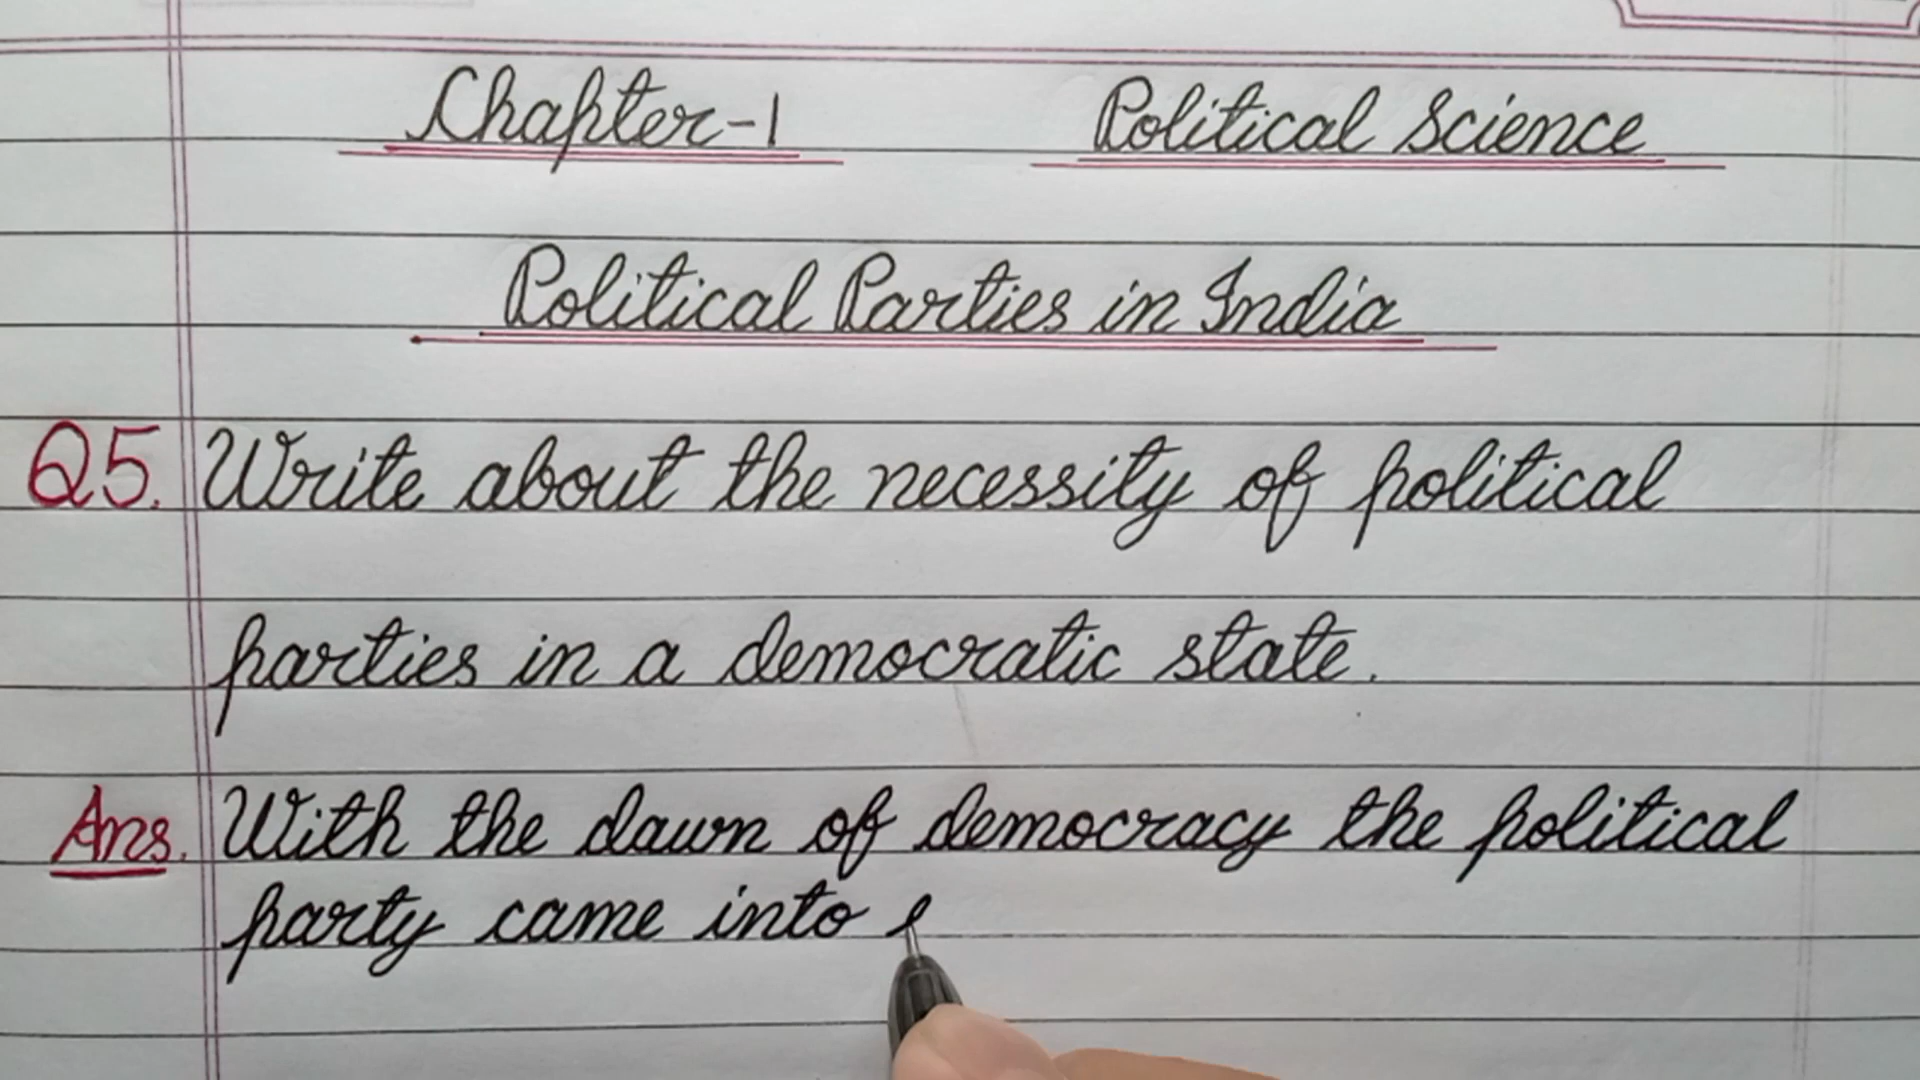 Chapter-1 Political Science
Political Parties in India
Q5. Write about the necessity of political
parties in a democratic state.
Ans. With the dawn of democracy the political
party came into